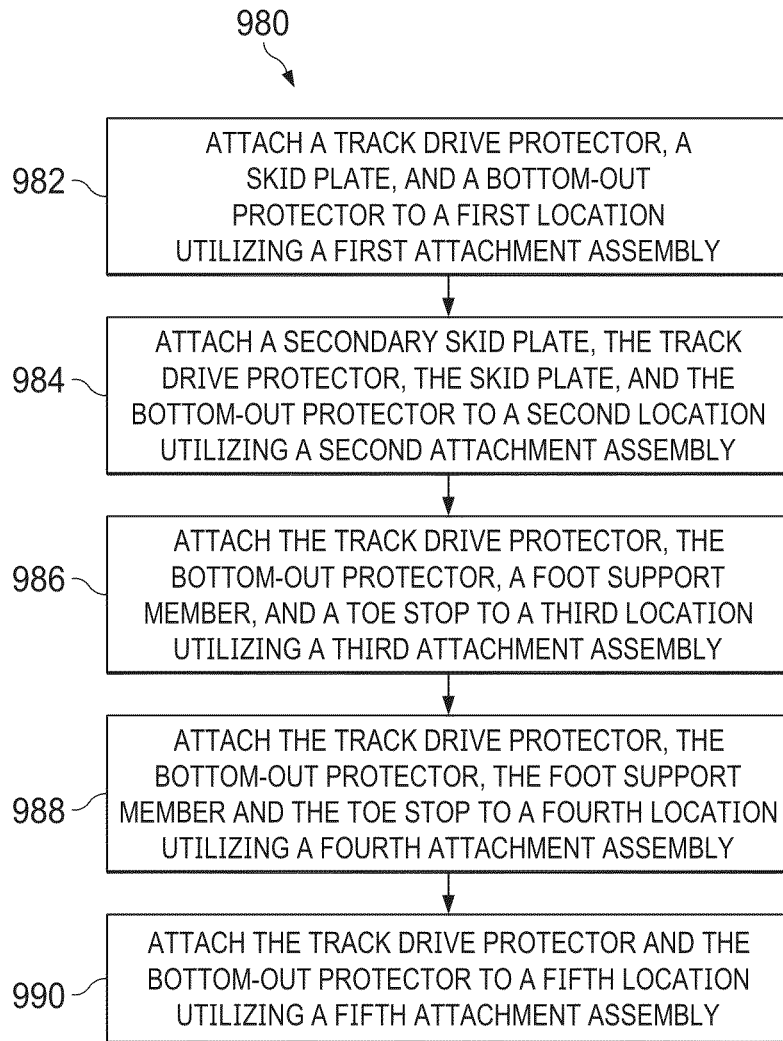 980
982
ATTACH A TRACK DRIVE PROTECTOR, A
SKID PLATE, AND A BOTTOM-OUT
PROTECTOR TO A FIRST LOCATION
UTILIZING A FIRST ATTACHMENT ASSEMBLY
984
ATTACH A SECONDARY SKID PLATE, THE TRACK
DRIVE PROTECTOR, THE SKID PLATE, AND THE
BOTTOM-OUT PROTECTOR TO A SECOND LOCATION
UTILIZING A SECOND ATTACHMENT ASSEMBLY
986
ATTACH THE TRACK DRIVE PROTECTOR, THE
BOTTOM-OUT PROTECTOR, A FOOT SUPPORT
MEMBER, AND A TOE STOP TO A THIRD LOCATION
UTILIZING A THIRD ATTACHMENT ASSEMBLY
988
ATTACH THE TRACK DRIVE PROTECTOR, THE
BOTTOM-OUT PROTECTOR, THE FOOT SUPPORT
MEMBER AND THE TOE STOP TO A FOURTH LOCATION
UTILIZING A FOURTH ATTACHMENT ASSEMBLY
990
ATTACH THE TRACK DRIVE PROTECTOR AND THE
BOTTOM-OUT PROTECTOR TO A FIFTH LOCATION
UTILIZING A FIFTH ATTACHMENT ASSEMBLY